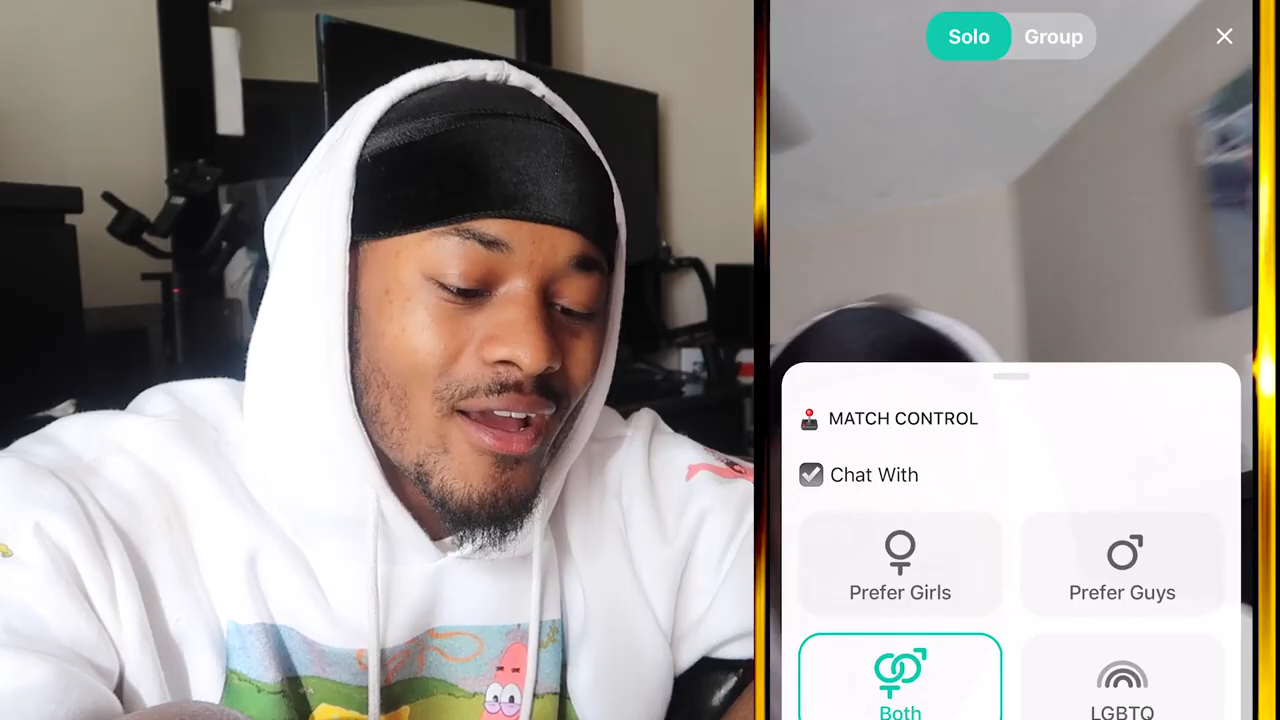 Solo Group
MATCH CONTROL
Chat With
Prefer Girls
Prefer Guys
Both
LGBTQ